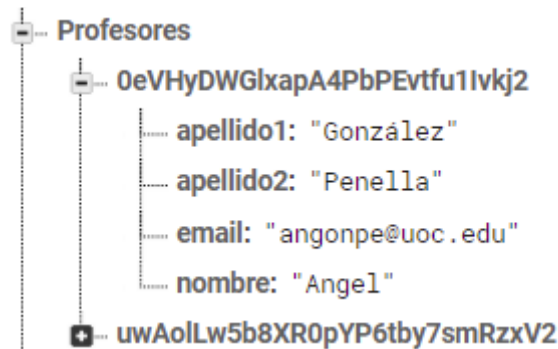 Profesores
0eVHyDWGlxapA4PbPEvtfu1Ivkj2
apellido1: "González"
apellido2: "Penella"
email: "angonpe@uoc.edu"
nombre: "Angel"
uwAolLw5b8XR0pYP6tby7smRzxV2